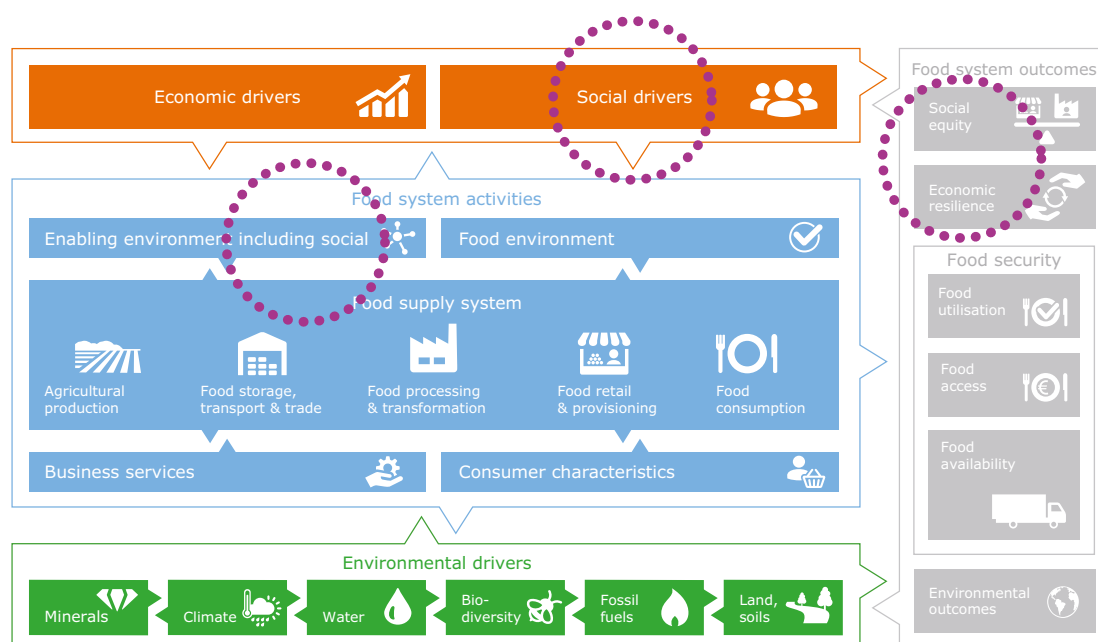 Economic drivers
Social drivers
Food system activities
Enabling environment including social
Food environment
Food supply system
Agricultural
production
Food storage,
transport & trade
Food processing
& transformation
Food retail
& provisioning
Food
consumption
Business services
Consumer characteristics
Environmental drivers
Minerals
Climate
Water
Bio-
diversity
Fossil
fuels
Land,
soils
Food system outcomes
Social
equity
Economic
resilience
Food security
Food
utilisation
Food
access
€
Food
availability
Environmental
outcomes